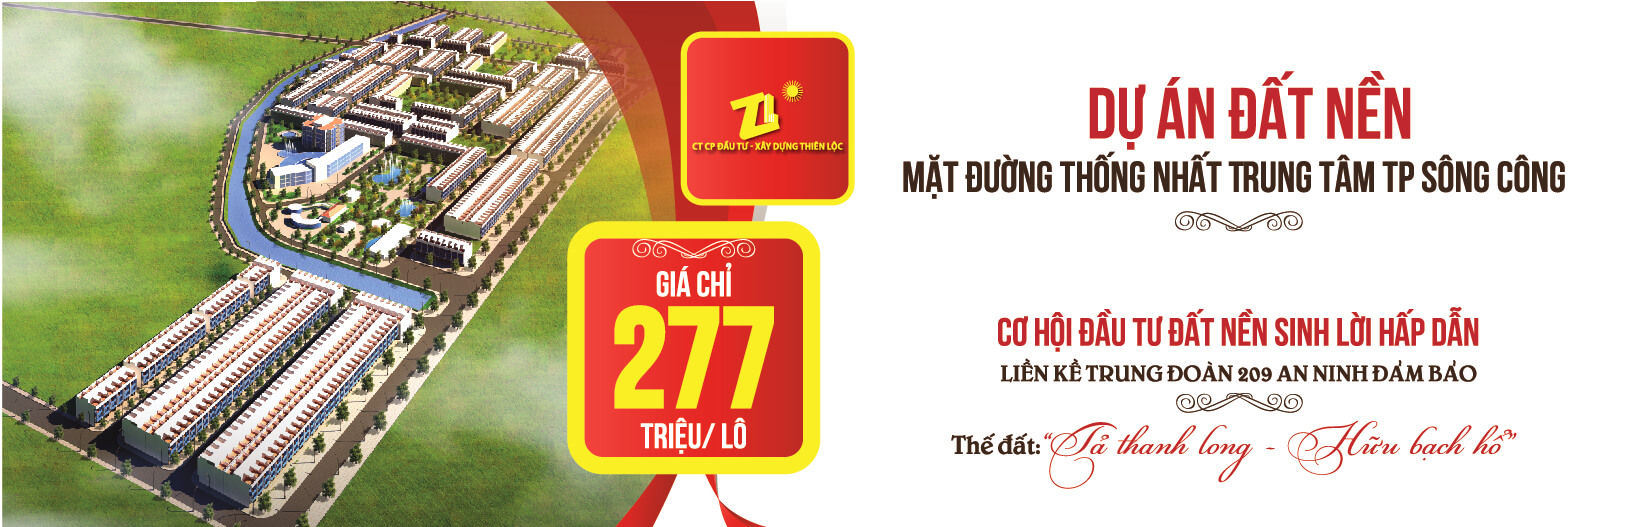 CT CP ĐẦU TƯ - XÂY DỰNG THIÊN LỘC
GIÁ CHỈ
277
TRIỆU/ LÔ
DỰ ÁN ĐẤT NỀN
MẶT ĐƯỜNG THỐNG NHẤT TRUNG TÂM TP SÔNG CÔNG
CƠ HỘI ĐẦU TƯ ĐẤT NỀN SINH LỜI HẤP DẪN
LIỀN KỀ TRUNG ĐOÀN 209 AN NINH ĐẢM BẢO
Thế đất: "Tả thanh long - Hữu bạch hổ"